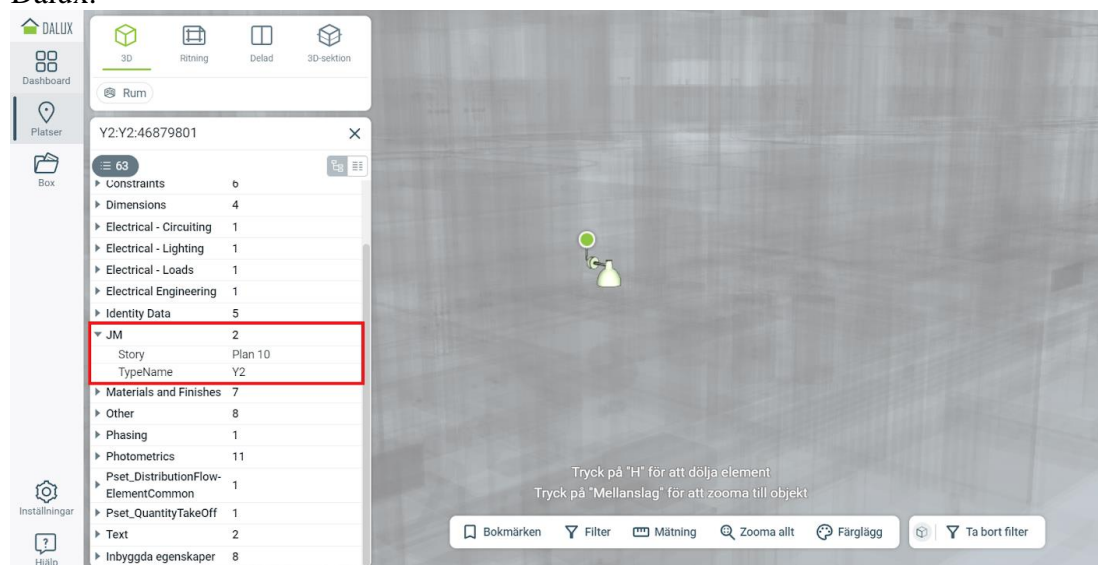 Dalux.
DALUX
Dashboard
Platser
Box
Inställningar
Hjälp
3D
Ritning
Delad
3D-sektion
Rum
Y2:Y2:46879801
63
Constraints 6
Dimensions 4
Electrical - Circuiting 1
Electrical - Lighting 1
Electrical - Loads 1
Electrical Engineering 1
Identity Data 5
JM 2
Story Plan 10
TypeName Y2
Materials and Finishes 7
Other 8
Phasing 1
Photometrics 11
Pset_DistributionFlow-
ElementCommon 1
Pset_QuantityTakeOff 1
Text 2
Inbyggda egenskaper 8
Tryck på "H" för att dölja element
Tryck på "Mellanslag" för att zooma till objekt
Bokmärken
Filter
Mätning
Zooma allt
Färglägg
Ta bort filter